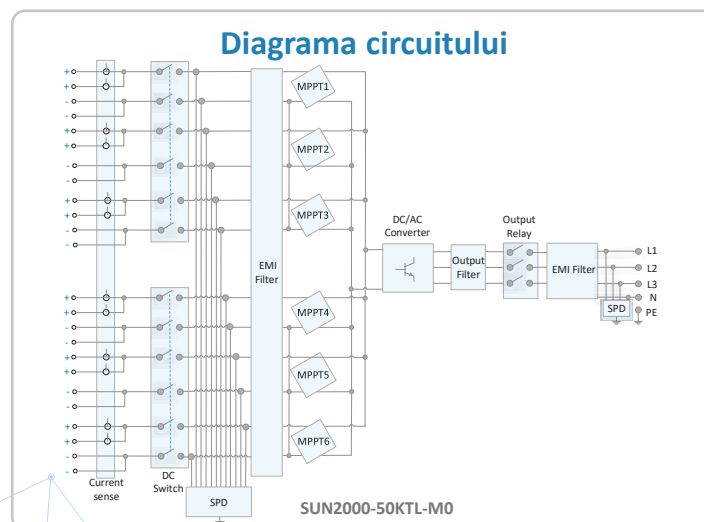 Diagrama circuitului
+
+
-
-
+
+
-
-
+
+
-
-
+
+
-
-
+
+
-
-
+
+
-
-
Current
sense
DC
Switch
SPD
EMI
Filter
MPPT1
MPPT2
MPPT3
MPPT4
MPPT5
MPPT6
DC/AC
Converter
Output
Filter
Output
Relay
EMI Filter
L1
L2
L3
N
PE
SPD
SUN2000-50KTL-M0